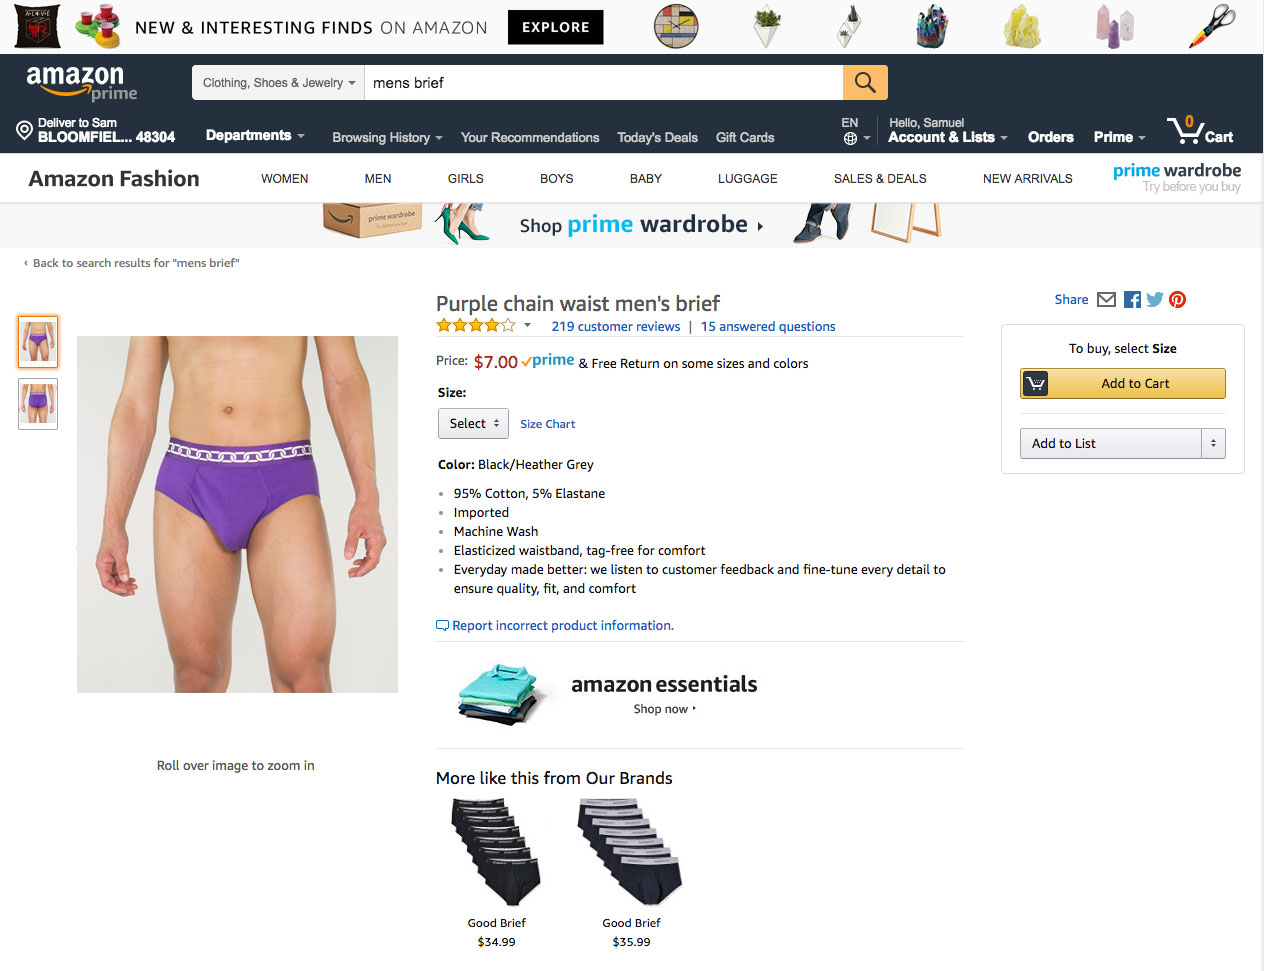 NEW & INTERESTING FINDS ON AMAZON
EXPLORE
amazon
prime
Clothing, Shoes & Jewelry
mens brief
Deliver to Sam
BLOOMFIEL... 48304
Departments
Browsing History
Your Recommendations
Today's Deals
Gift Cards
EN
Hello, Samuel
Account & Lists
Orders
Prime
0
Cart
Amazon Fashion
WOMEN
MEN
GIRLS
BOYS
BABY
LUGGAGE
SALES & DEALS
NEW ARRIVALS
prime wardrobe
Try before you buy
prime wardrobe
Shop prime wardrobe
‹ Back to search results for "mens brief"
Purple chain waist men's brief
219 customer reviews | 15 answered questions
Price: $7.00 prime & Free Return on some sizes and colors
Size:
Select
Size Chart
Color: Black/Heather Grey
95% Cotton, 5% Elastane
Imported
Machine Wash
Elasticized waistband, tag-free for comfort
Everyday made better: we listen to customer feedback and fine-tune every detail to
ensure quality, fit, and comfort
Report incorrect product information.
amazon essentials
Shop now
Roll over image to zoom in
More like this from Our Brands
Good Brief
$34.99
Good Brief
$35.99
Share
To buy, select Size
Add to Cart
Add to List